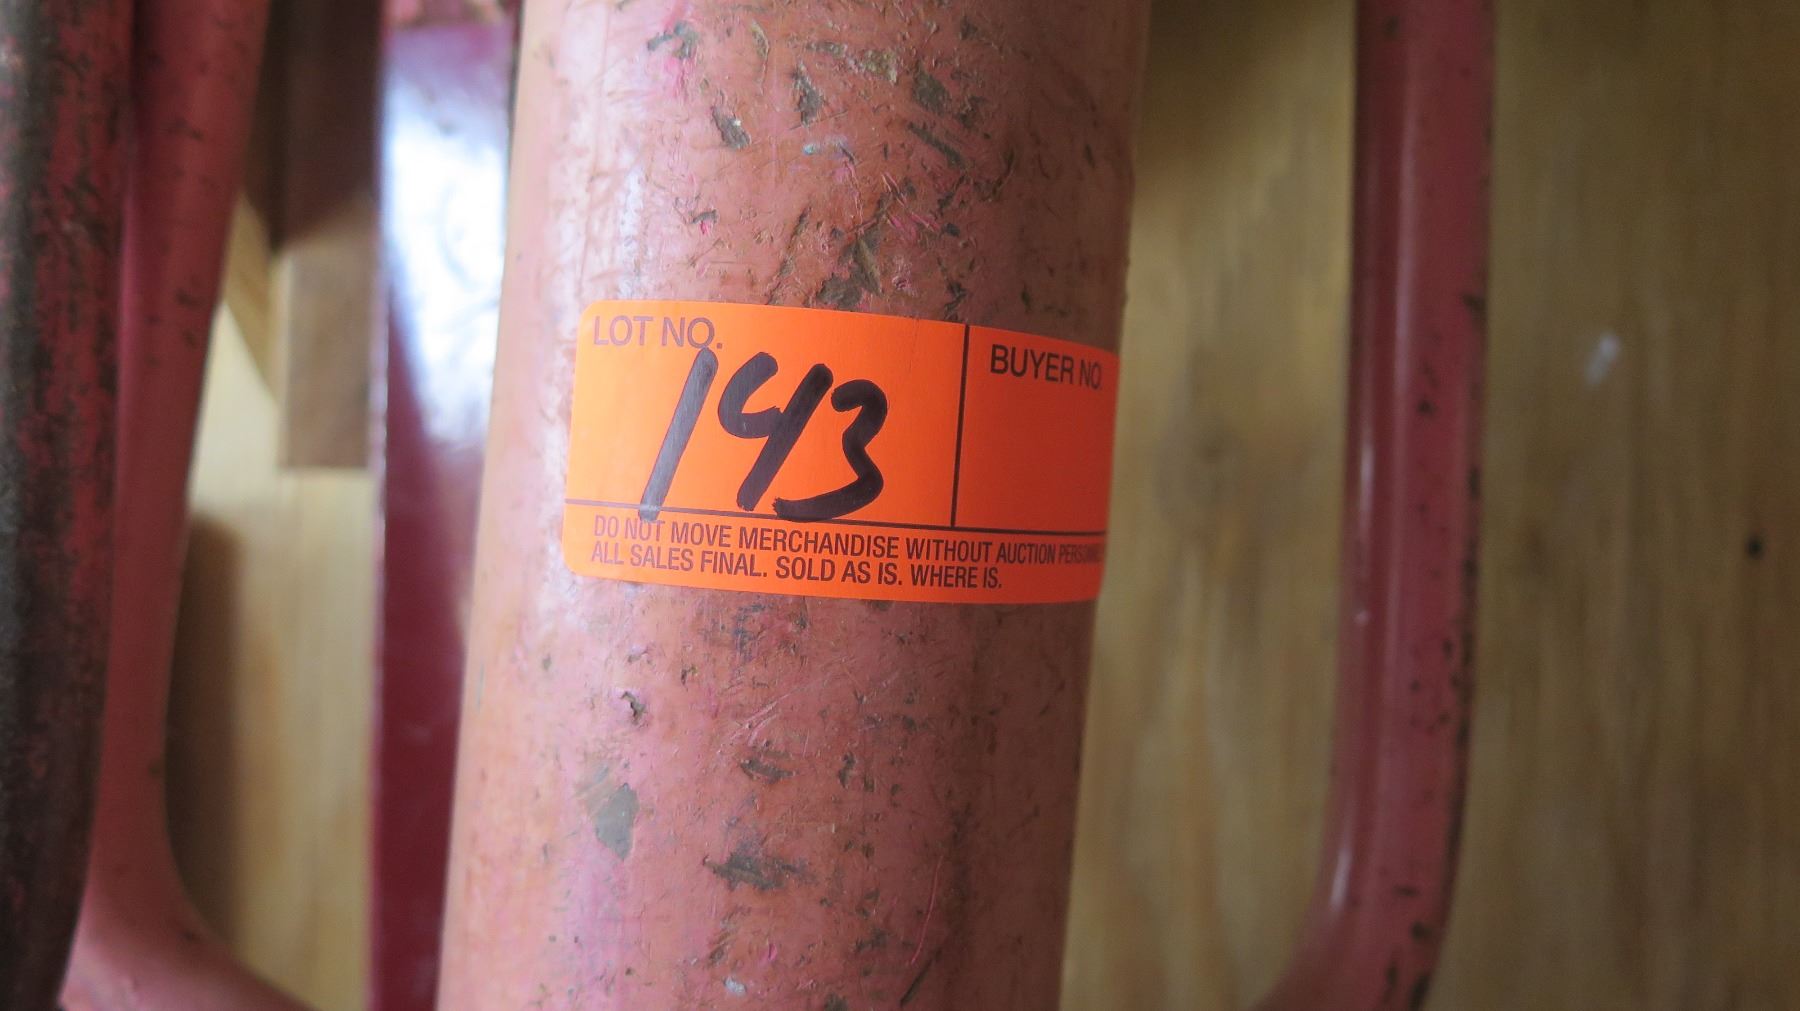 LOT NO.
BUYER NO.
143
DO NOT MOVE MERCHANDISE WITHOUT AUCTION
ALL SALES FINAL. SOLD AS IS. WHERE IS.